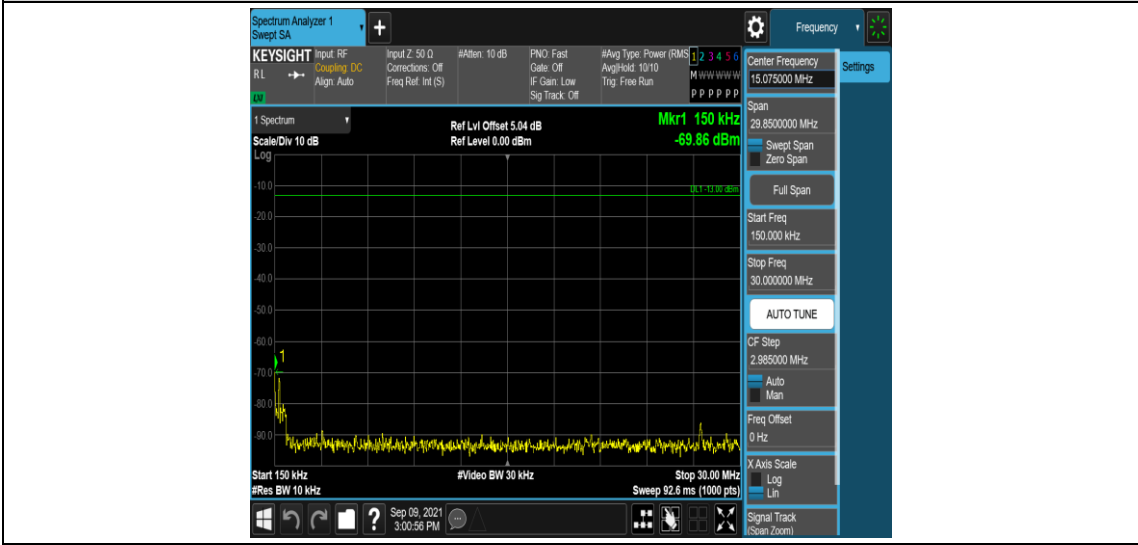 Spectrum Analyzer 1
Swept SA
Frequency
KEYSIGHT
RL
Input: RF
Coupling: DC
Align: Auto
Input Z: 50 Ω
Corrections: Off
Freq Ref: Int (S)
#Atten: 10 dB
PNO: Fast
Gate: Off
IF Gain: Low
Sig Track: Off
#Avg Type: Power (RMS
Avg|Hold: 10/10
Trig: Free Run
1 2 3 4 5 6
M W W W W W
P P P P P P
Settings
Center Frequency
15.075000 MHz
Span
29.8500000 MHz
Swept Span
Zero Span
Full Span
Start Freq
150.000 kHz
Stop Freq
30.000000 MHz
AUTO TUNE
CF Step
2.985000 MHz
Auto
Man
Freq Offset
0 Hz
X Axis Scale
Log
Lin
Signal Track
(Span Zoom)
1 Spectrum
Scale/Div 10 dB
Log
Ref Lvl Offset 5.04 dB
Ref Level 0.00 dBm
Mkr1 150 kHz
-69.86 dBm
DL1 -13.00 dBm
-10.0
-20.0
-30.0
-40.0
-50.0
-60.0
1
-70.0
-80.0
-90.0
Start 150 kHz
#Video BW 30 kHz
Stop 30.00 MHz
#Res BW 10 kHz
Sweep 92.6 ms (1000 pts)
?
Sep 09, 2021
3:00:56 PM